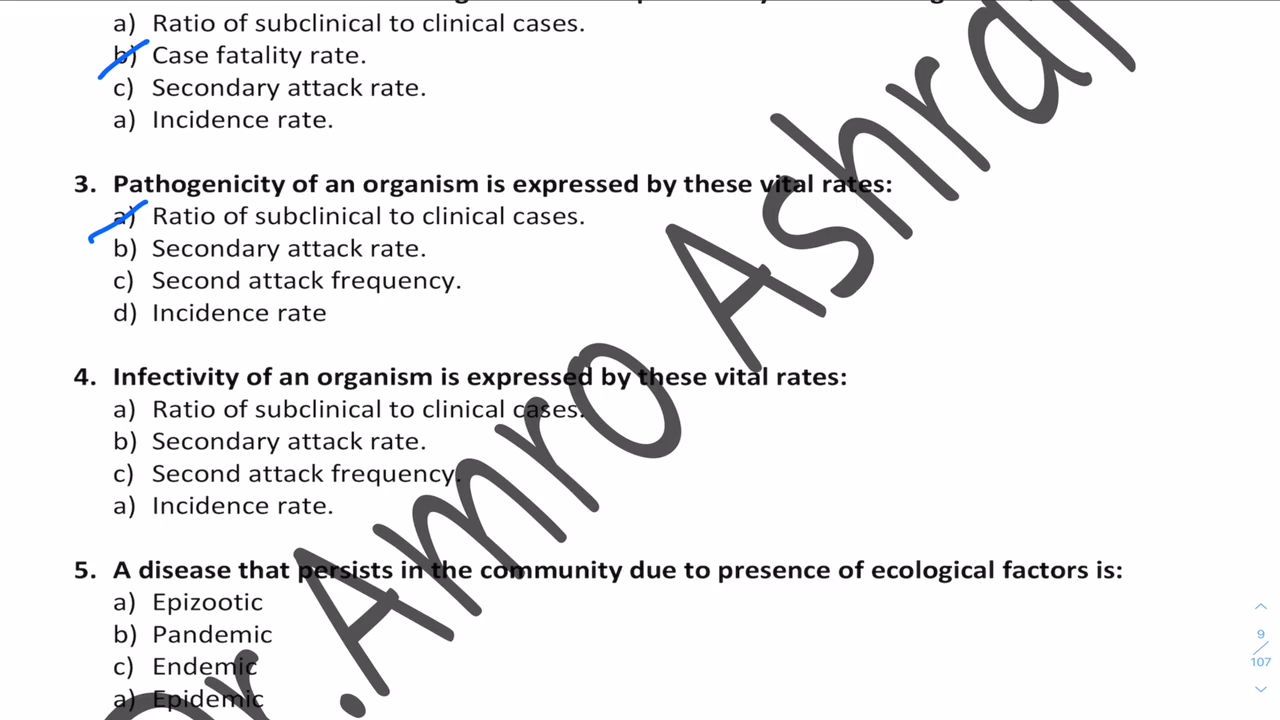 a) Ratio of subclinical to clinical cases.
b) Case fatality rate.
c) Secondary attack rate.
a) Incidence rate.
3. Pathogenicity of an organism is expressed by these vital rates:
a) Ratio of subclinical to clinical cases.
b) Secondary attack rate.
c) Second attack frequency.
d) Incidence rate
4. Infectivity of an organism is expressed by these vital rates:
a) Ratio of subclinical to clinical cases.
b) Secondary attack rate.
c) Second attack frequency.
a) Incidence rate.
5. A disease that persists in the community due to presence of ecological factors is:
a) Epizootic
b) Pandemic
c) Endemic
a) Epidemic
Dr.Amro Ashraf
9
107